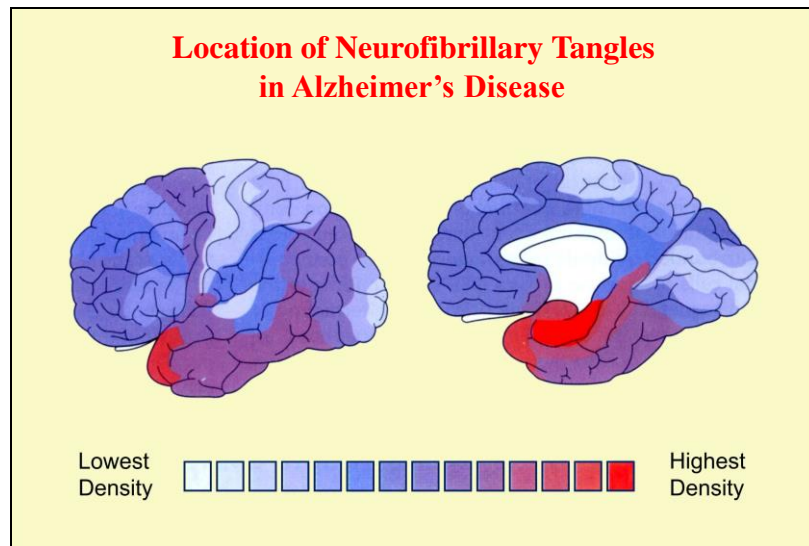 Location of Neurofibrillary Tangles
in Alzheimer’s Disease
Lowest
Density
Highest
Density